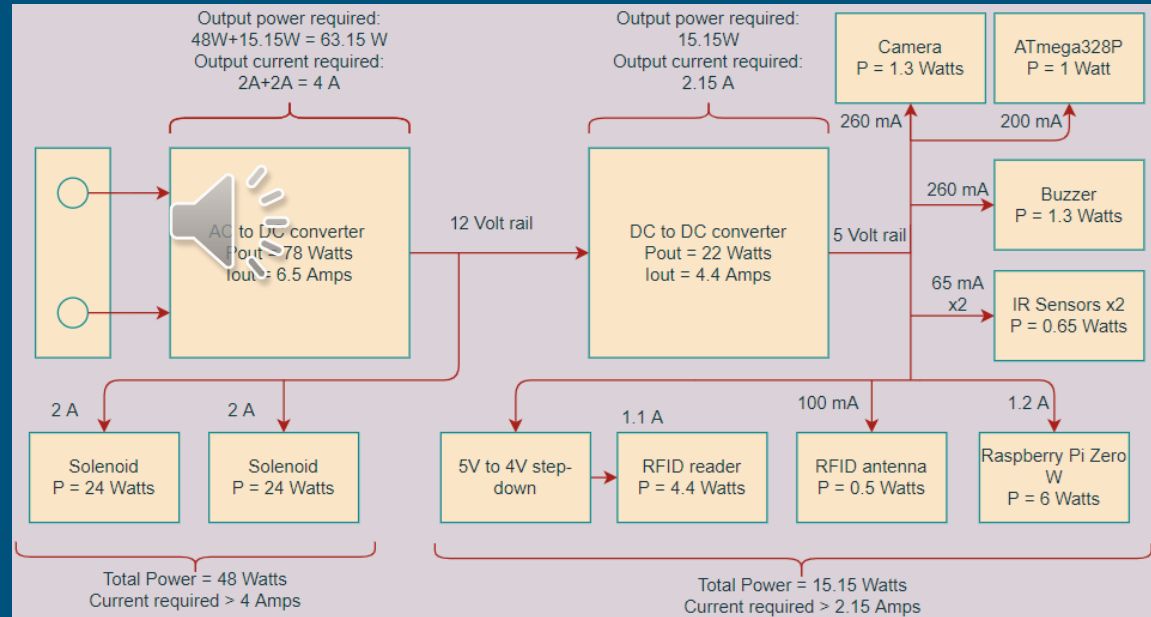 Output power required:
48W+15.15W = 63.15 W
Output current required:
2A+2A = 4 A
Output power required:
15.15W
Output current required:
2.15 A
Camera
P = 1.3 Watts
ATmega328P
P = 1 Watt
260 mA
200 mA
AC to DC converter
Pout = 78 Watts
Iout = 6.5 Amps
12 Volt rail
DC to DC converter
Pout = 22 Watts
Iout = 4.4 Amps
5 Volt rail
260 mA
Buzzer
P = 1.3 Watts
65 mA
x2
IR Sensors x2
P = 0.65 Watts
2 A
2 A
1.1 A
100 mA
1.2 A
Solenoid
P = 24 Watts
Solenoid
P = 24 Watts
5V to 4V step-
down
RFID reader
P = 4.4 Watts
RFID antenna
P = 0.5 Watts
Raspberry Pi Zero
W
P = 6 Watts
Total Power = 48 Watts
Current required > 4 Amps
Total Power = 15.15 Watts
Current required > 2.15 Amps